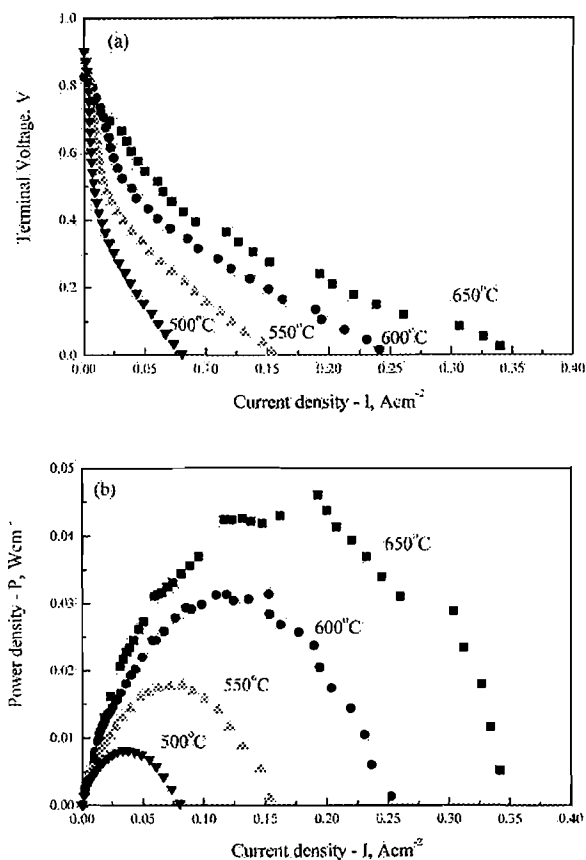 (a)
1.0
0.8
0.6
0.4
0.2
0.0
Terminal Voltage, V
500°C
550°C
600°C
650°C
0.00 0.05 0.10 0.15 0.20 0.25 0.30 0.35 0.40
Current density - I, Acm⁻²
(b)
0.05
0.04
0.03
0.02
0.01
0.00
Power density - P, Wcm⁻
650°C
600°C
550°C
500°C
0.00 0.05 0.10 0.15 0.20 0.25 0.30 0.35 0.40
Current density - I, Acm⁻²